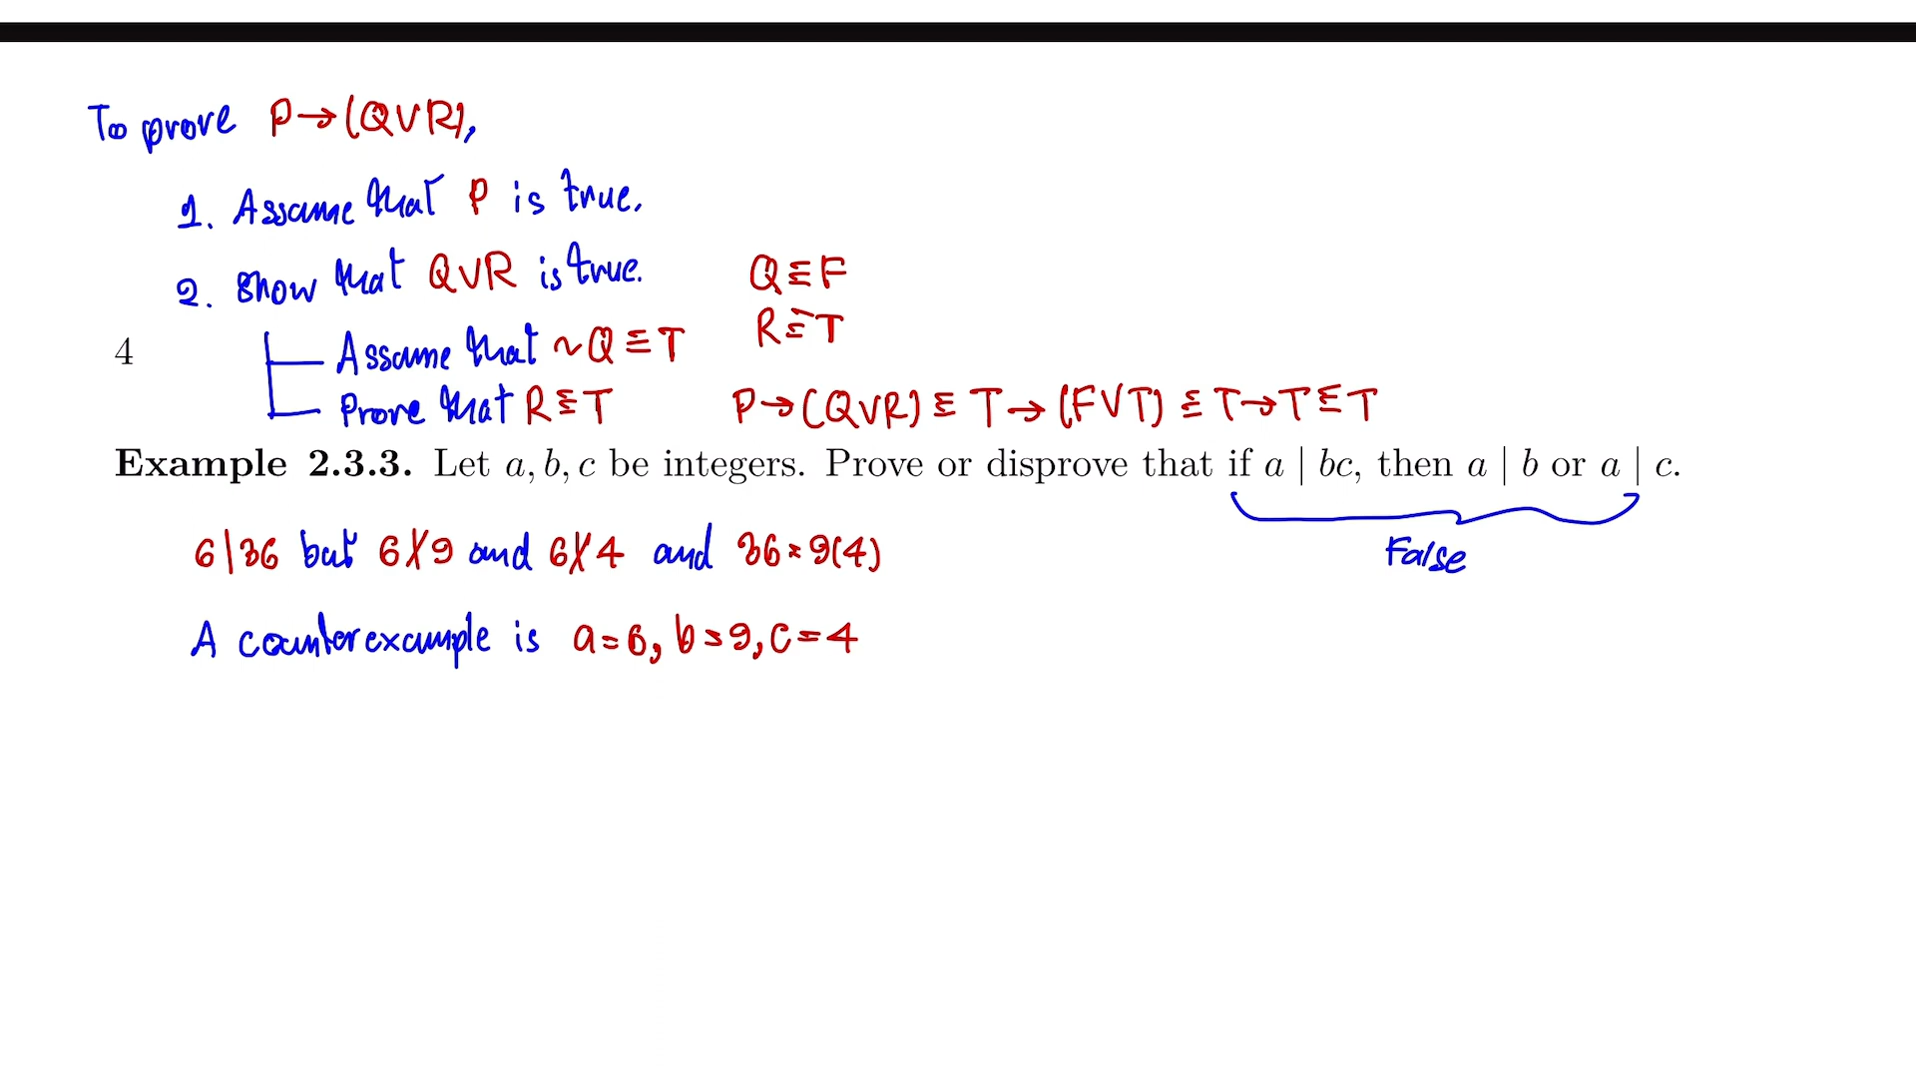 To prove P→(Q∨R),
1. Assume that P is true.
2. Show that Q∨R is true.
Q≡F
R≡T
4
Assume that ~Q≡T
Prove that R≡T
P→(Q∨R)≡T→(F∨T)≡T→T≡T
Example 2.3.3. Let a, b, c be integers. Prove or disprove that if a | bc, then a | b or a | c.
False
6|36 but 6∤9 and 6∤4 and 36=9(4)
A counterexample is a=6, b=9, c=4